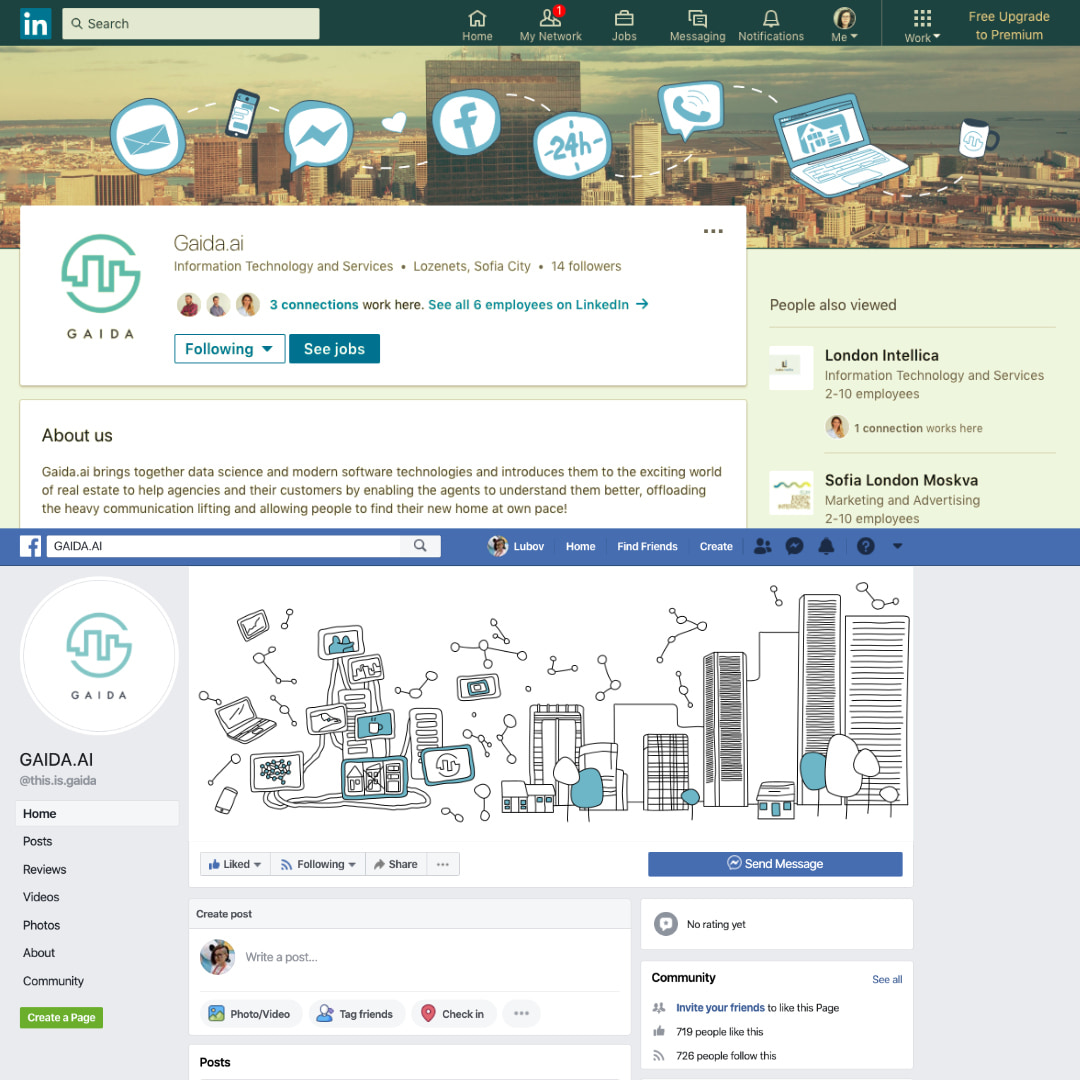 in
Search
Home
My Network
1
Jobs
Messaging
Notifications
Me
Work
Free Upgrade
to Premium
f
-24h-
Gaida.ai
Information Technology and Services • Lozenets, Sofia City • 14 followers
3 connections work here. See all 6 employees on LinkedIn →
GAIDA
Following
See jobs
People also viewed
London Intellica
Information Technology and Services
2-10 employees
1 connection works here
Sofia London Moskva
Marketing and Advertising
2-10 employees
About us
Gaida.ai brings together data science and modern software technologies and introduces them to the exciting world
of real estate to help agencies and their customers by enabling the agents to understand them better, offloading
the heavy communication lifting and allowing people to find their new home at own pace!
f
GAIDA.AI
Lubov
Home
Find Friends
Create
?
GAIDA
GAIDA.AI
@this.is.gaida
Home
Posts
Reviews
Videos
Photos
About
Community
Create a Page
Liked
Following
Share
...
Send Message
Create post
Write a post...
Photo/Video
Tag friends
Check in
...
Posts
No rating yet
Community
See all
Invite your friends to like this Page
719 people like this
726 people follow this